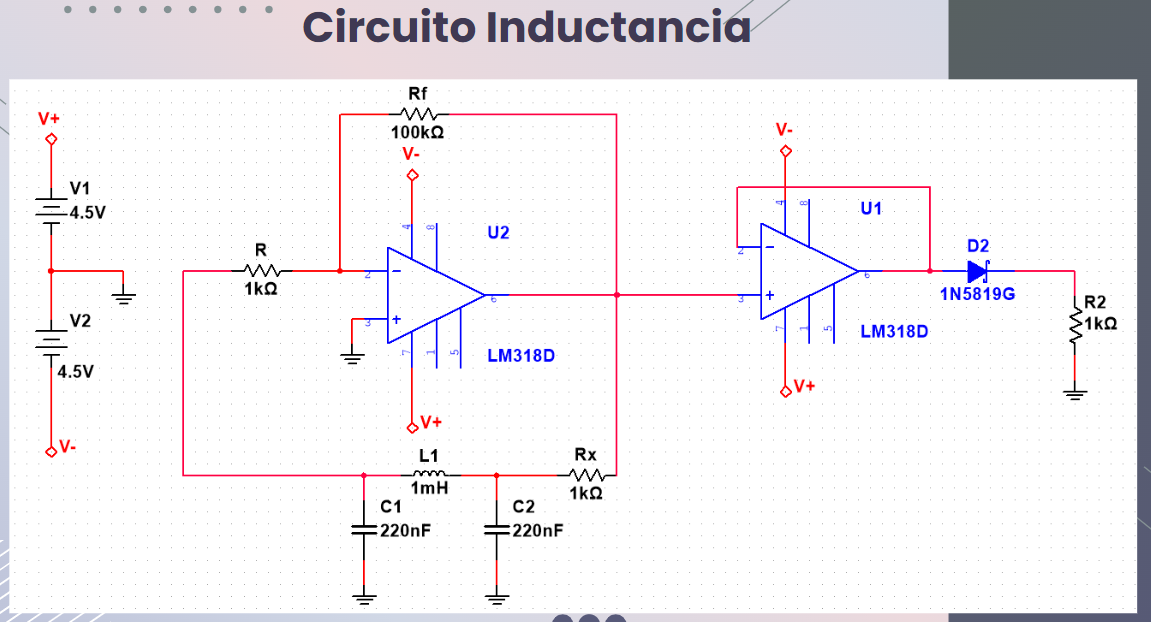 Circuito Inductancia
V+
V1
4.5V
V2
4.5V
V-
Rf
100kΩ
V-
R
1kΩ
4
8
U2
2
3
6
7
1
5
LM318D
V+
L1
1mH
Rx
1kΩ
C1
220nF
C2
220nF
V-
4
8
U1
2
3
6
7
1
5
LM318D
V+
D2
1N5819G
R2
1kΩ